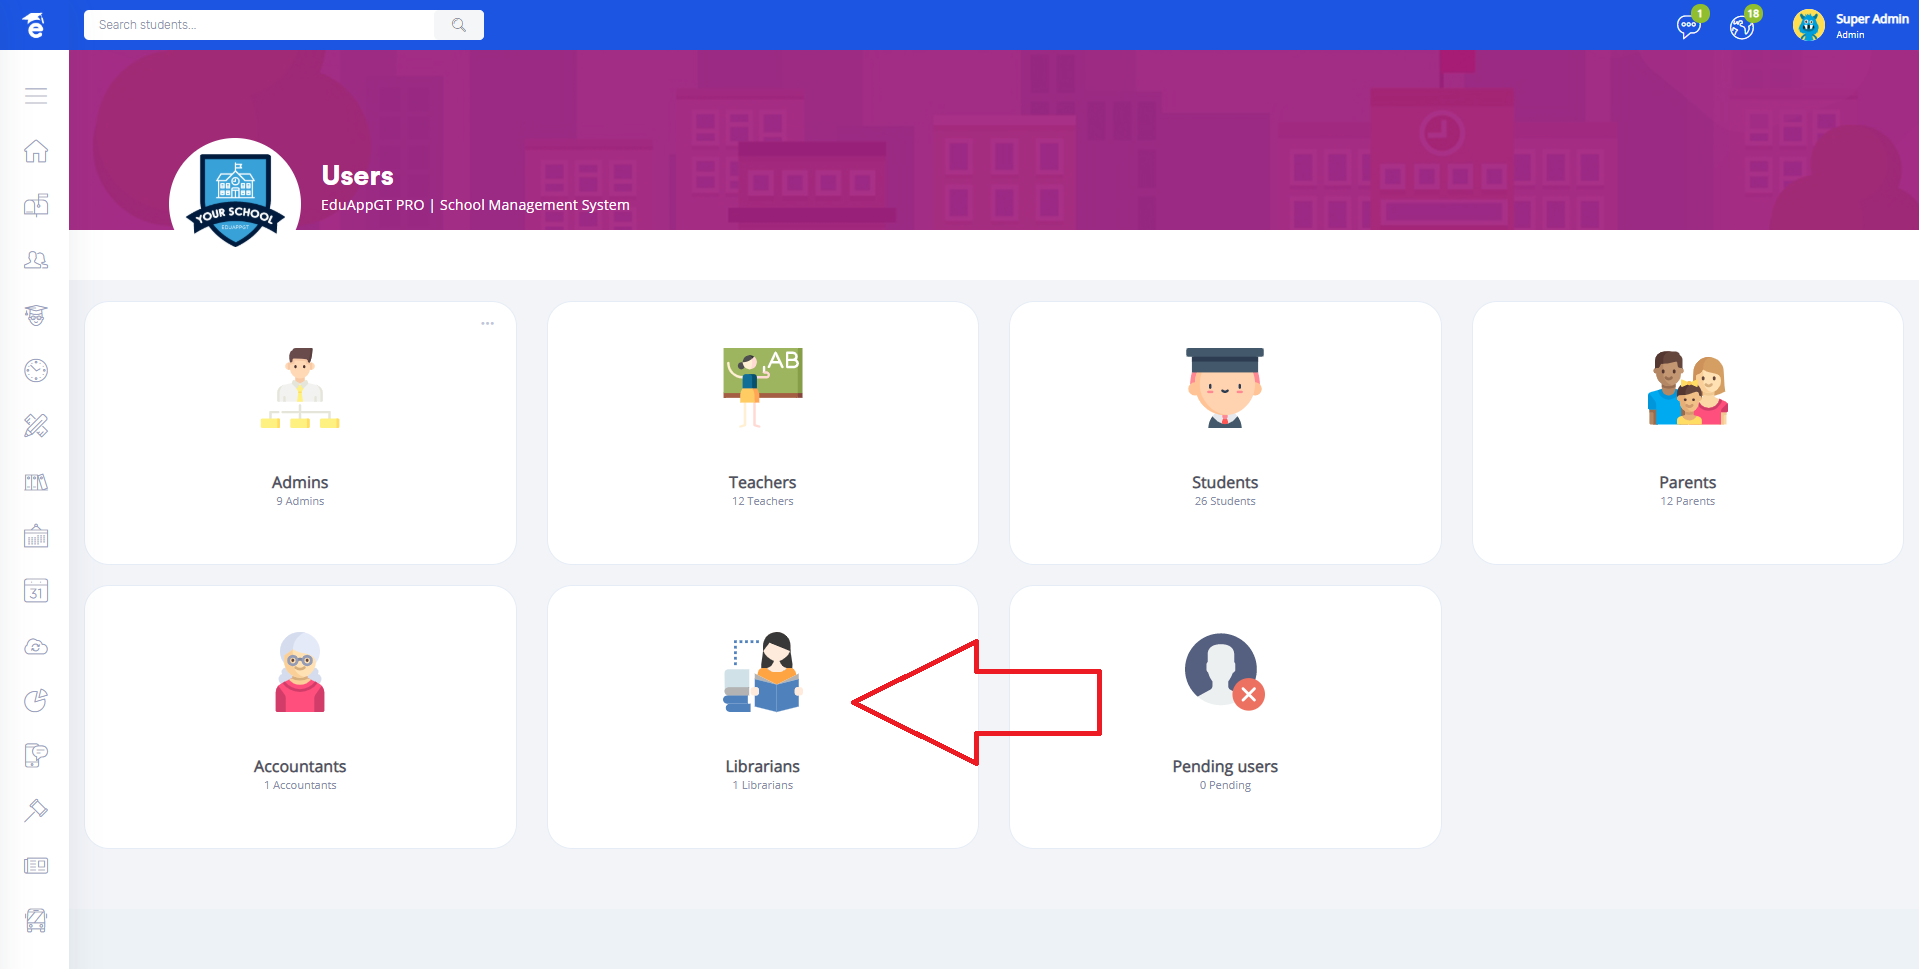 e
Search students...
1
18
Super Admin
Admin
YOUR SCHOOL
EDUAPPGT
Users
EduAppGT PRO | School Management System
AB
Admins
9 Admins
Teachers
12 Teachers
Students
26 Students
Parents
12 Parents
31
Accountants
1 Accountants
Librarians
1 Librarians
Pending users
0 Pending